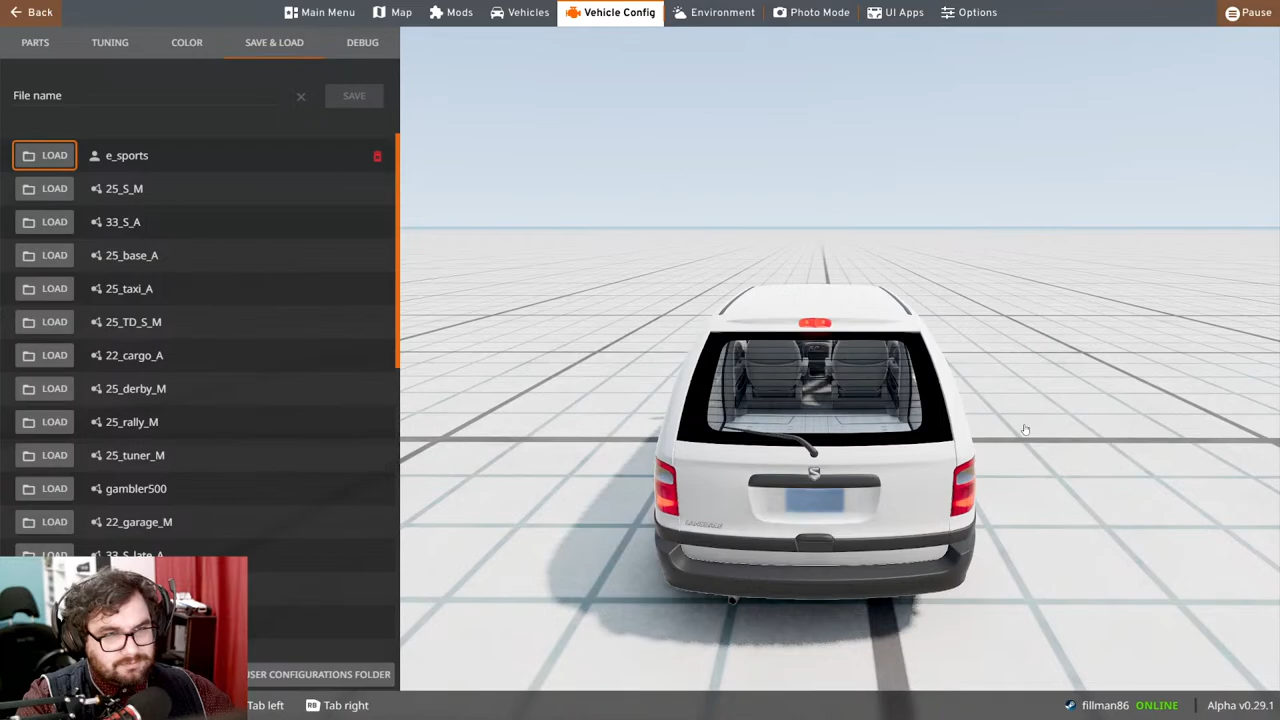 Back
Main Menu
Map
Mods
Vehicles
Vehicle Config
Environment
Photo Mode
UI Apps
Options
Pause
PARTS
TUNING
COLOR
SAVE & LOAD
DEBUG
File name
SAVE
LOAD e_sports
LOAD 25_S_M
LOAD 33_S_A
LOAD 25_base_A
LOAD 25_taxi_A
LOAD 25_TD_S_M
LOAD 22_cargo_A
LOAD 25_derby_M
LOAD 25_rally_M
LOAD 25_tuner_M
LOAD gambler500
LOAD 22_garage_M
LOAD 33_S_late_A
USER CONFIGURATIONS FOLDER
Tab left
RB Tab right
fillman86 ONLINE
Alpha v0.29.1